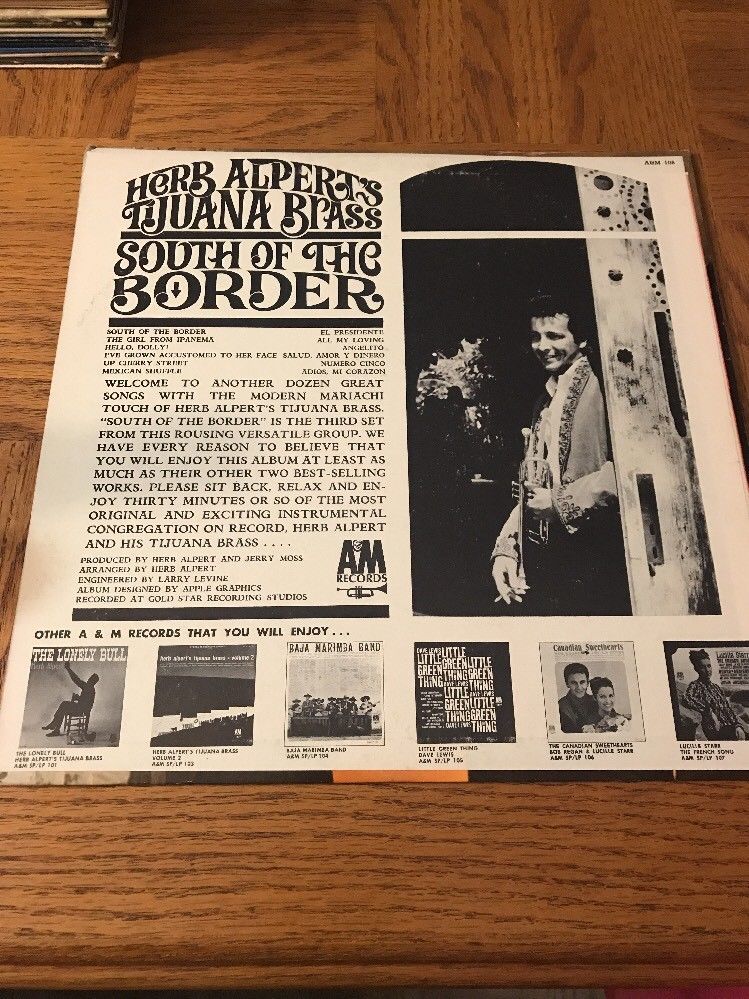 A&M 108
HERB ALPERT'S
TIJUANA BRASS
SOUTH OF THE
BORDER
SOUTH OF THE BORDER EL PRESIDENTE
THE GIRL FROM IPANEMA ALL MY LOVING
HELLO, DOLLY! ANGELITO
I'VE GROWN ACCUSTOMED TO HER FACE SALUD, AMOR Y DINERO
UP CHERRY STREET NUMERO CINCO
MEXICAN SHUFFLE ADIOS, MI CORAZON
WELCOME TO ANOTHER DOZEN GREAT
SONGS WITH THE MODERN MARIACHI
TOUCH OF HERB ALPERT'S TIJUANA BRASS.
"SOUTH OF THE BORDER" IS THE THIRD SET
FROM THIS ROUSING VERSATILE GROUP. WE
HAVE EVERY REASON TO BELIEVE THAT
YOU WILL ENJOY THIS ALBUM AT LEAST AS
MUCH AS THEIR OTHER TWO BEST-SELLING
WORKS. PLEASE SIT BACK, RELAX AND EN-
JOY THIRTY MINUTES OR SO OF THE MOST
ORIGINAL AND EXCITING INSTRUMENTAL
CONGREGATION ON RECORD, HERB ALPERT
AND HIS TIJUANA BRASS ....
PRODUCED BY HERB ALPERT AND JERRY MOSS
ARRANGED BY HERB ALPERT
ENGINEERED BY LARRY LEVINE
ALBUM DESIGNED BY APPLE GRAPHICS
RECORDED AT GOLD STAR RECORDING STUDIOS
A&M
RECORDS
OTHER A & M RECORDS THAT YOU WILL ENJOY...
THE LONELY BULL
herb alpert's tijuana brass · volume 2
BAJA MARIMBA BAND
DAVE LEWIS
LITTLE
GREEN
THING
Canadian Sweethearts
Lucille Starr
THE LONELY BULL
HERB ALPERT'S TIJUANA BRASS
A&M SP/LP 101
HERB ALPERT'S TIJUANA BRASS
VOLUME 2
A&M SP/LP 103
BAJA MARIMBA BAND
A&M SP/LP 104
LITTLE GREEN THING
DAVE LEWIS
A&M SP/LP 105
THE CANADIAN SWEETHEARTS
BOB REGAN & LUCILLE STARR
A&M SP/LP 106
LUCILLE STARR
THE FRENCH SONG
A&M SP/LP 107